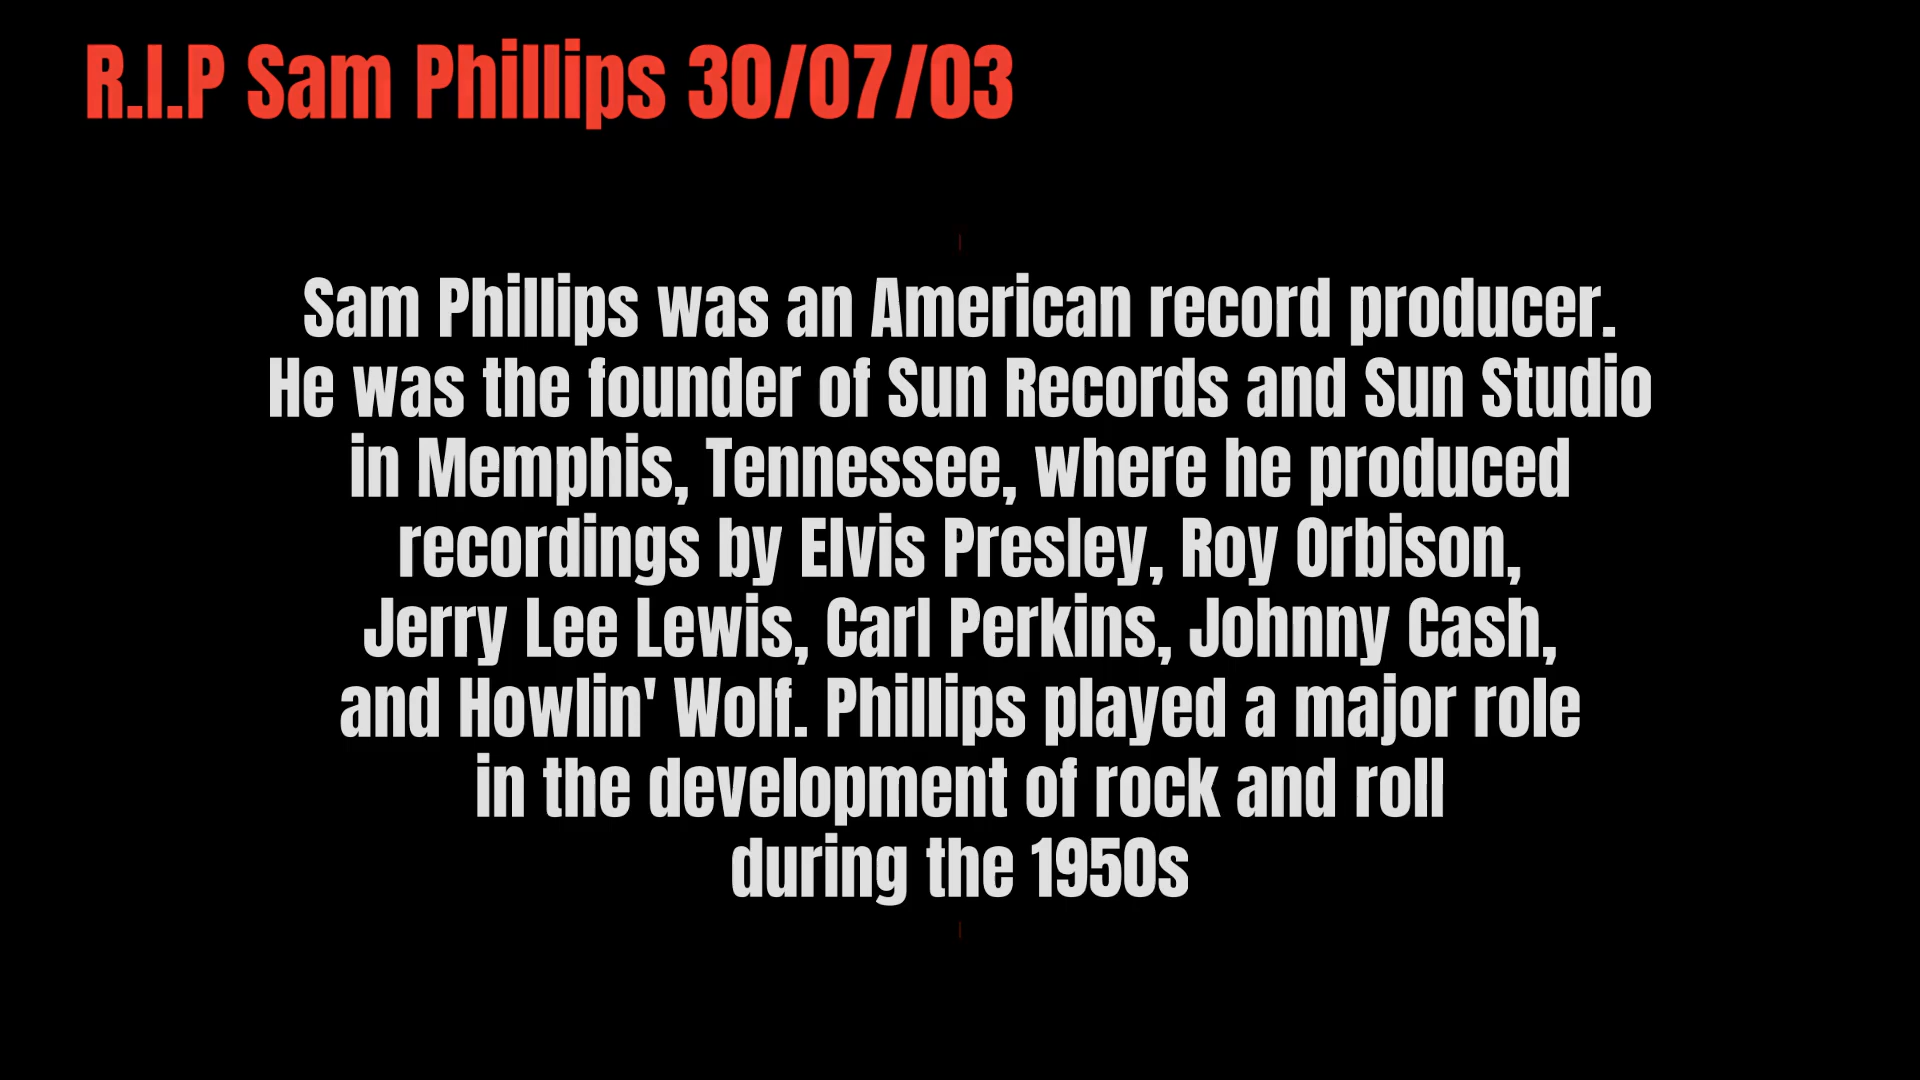 R.I.P Sam Phillips 30/07/03
Sam Phillips was an American record producer.
He was the founder of Sun Records and Sun Studio
in Memphis, Tennessee, where he produced
recordings by Elvis Presley, Roy Orbison,
Jerry Lee Lewis, Carl Perkins, Johnny Cash,
and Howlin' Wolf. Phillips played a major role
in the development of rock and roll
during the 1950s